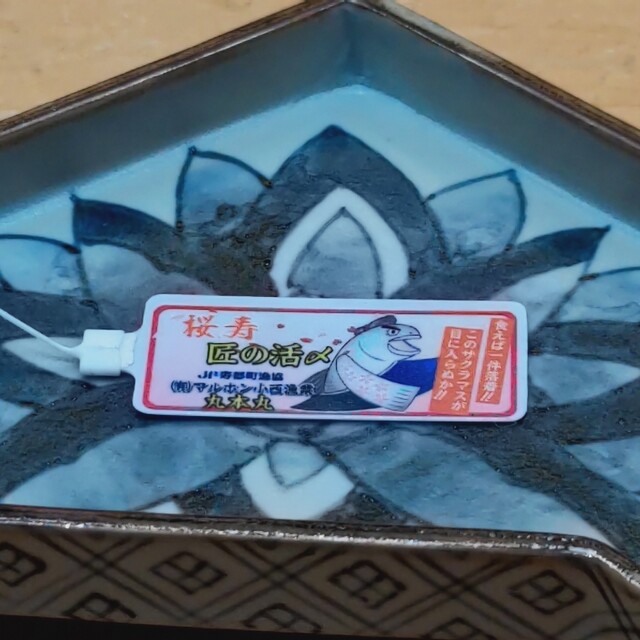 桜寿
匠の活〆
JF寿都町漁協
㈲マルホン小西漁業
丸本丸
食えば一件落着!!
このサクラマスが
目に入らぬか!!